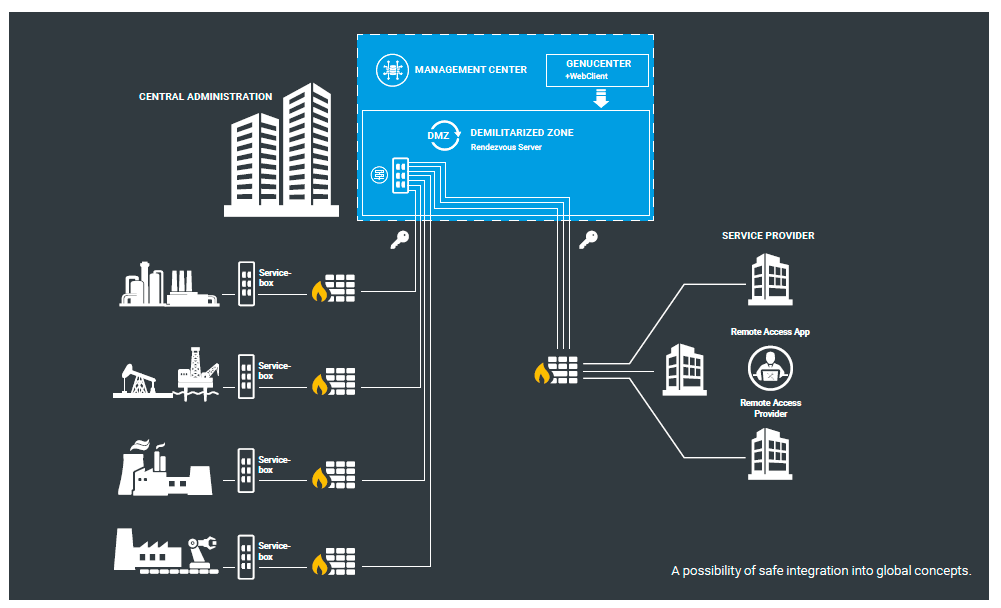 MANAGEMENT CENTER
GENUCENTER
+WebClient
CENTRAL ADMINISTRATION
DMZ
DEMILITARIZED ZONE
Rendezvous Server
SERVICE PROVIDER
Service-
box
Remote Access App
Service-
box
Remote Access
Provider
Service-
box
Service-
box
A possibility of safe integration into global concepts.